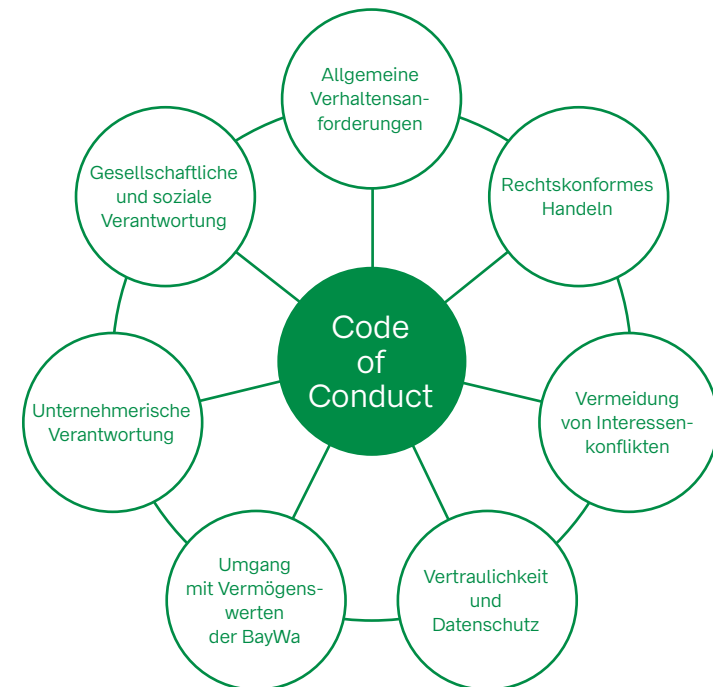 Allgemeine
Verhaltensan-
forderungen
Rechtskonformes
Handeln
Vermeidung
von Interessen-
konflikten
Vertraulichkeit
und
Datenschutz
Umgang
mit Vermögens-
werten
der BayWa
Unternehmerische
Verantwortung
Gesellschaftliche
und soziale
Verantwortung
Code
of
Conduct